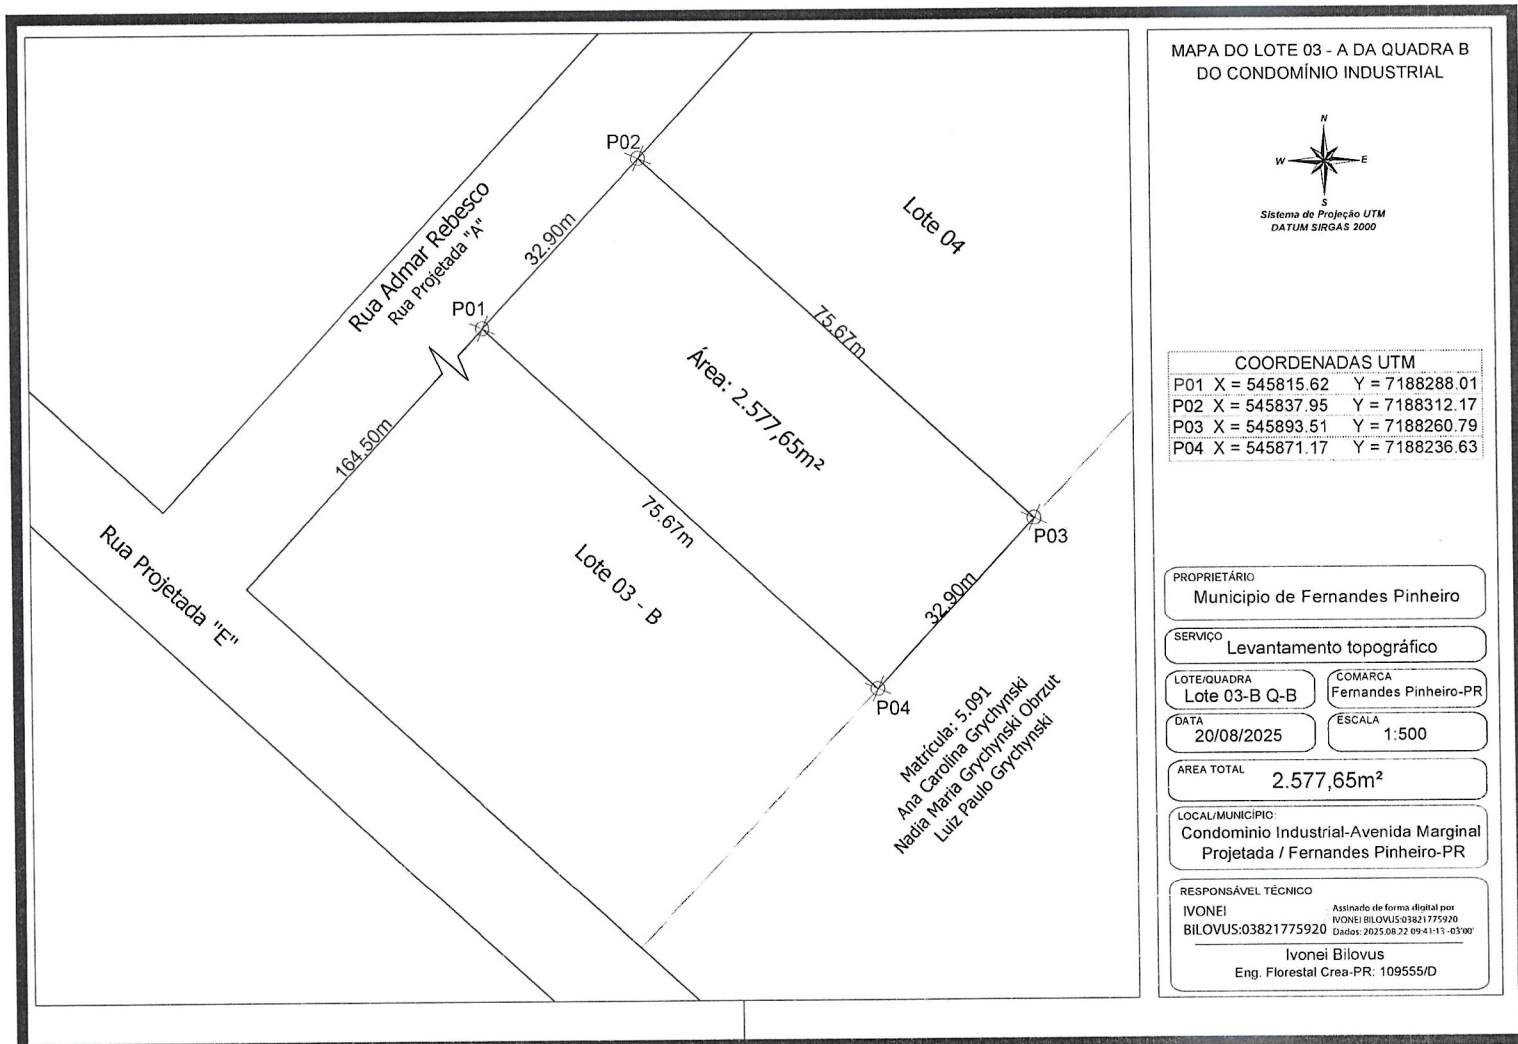 P02
Rua Admar Rebesco
Rua Projetada "A"
32.90m
P01
Lote 04
75.67m
Área: 2.577,65m²
164.50m
75.67m
P03
Rua Projetada "E"
Lote 03 - B
32.90m
P04
Matrícula: 5.091
Ana Carolina Grychynski
Nadia Maria Grychynski Obrzut
Luiz Paulo Grychynski
MAPA DO LOTE 03 - A DA QUADRA B
DO CONDOMÍNIO INDUSTRIAL
N
W E
S
Sistema de Projeção UTM
DATUM SIRGAS 2000
COORDENADAS UTM
P01 X = 545815.62 Y = 7188288.01
P02 X = 545837.95 Y = 7188312.17
P03 X = 545893.51 Y = 7188260.79
P04 X = 545871.17 Y = 7188236.63
PROPRIETÁRIO
Municipio de Fernandes Pinheiro
SERVIÇO
Levantamento topográfico
LOTE/QUADRA
Lote 03-B Q-B
COMARCA
Fernandes Pinheiro-PR
DATA
20/08/2025
ESCALA
1:500
AREA TOTAL
2.577,65m²
LOCAL/MUNICÍPIO:
Condominio Industrial-Avenida Marginal
Projetada / Fernandes Pinheiro-PR
RESPONSÁVEL TÉCNICO
IVONEI
BILOVUS:03821775920
Assinado de forma digital por
IVONEI BILOVUS:03821775920
Dados: 2025.08.22 09:41:13 -03'00'
Ivonei Bilovus
Eng. Florestal Crea-PR: 109555/D